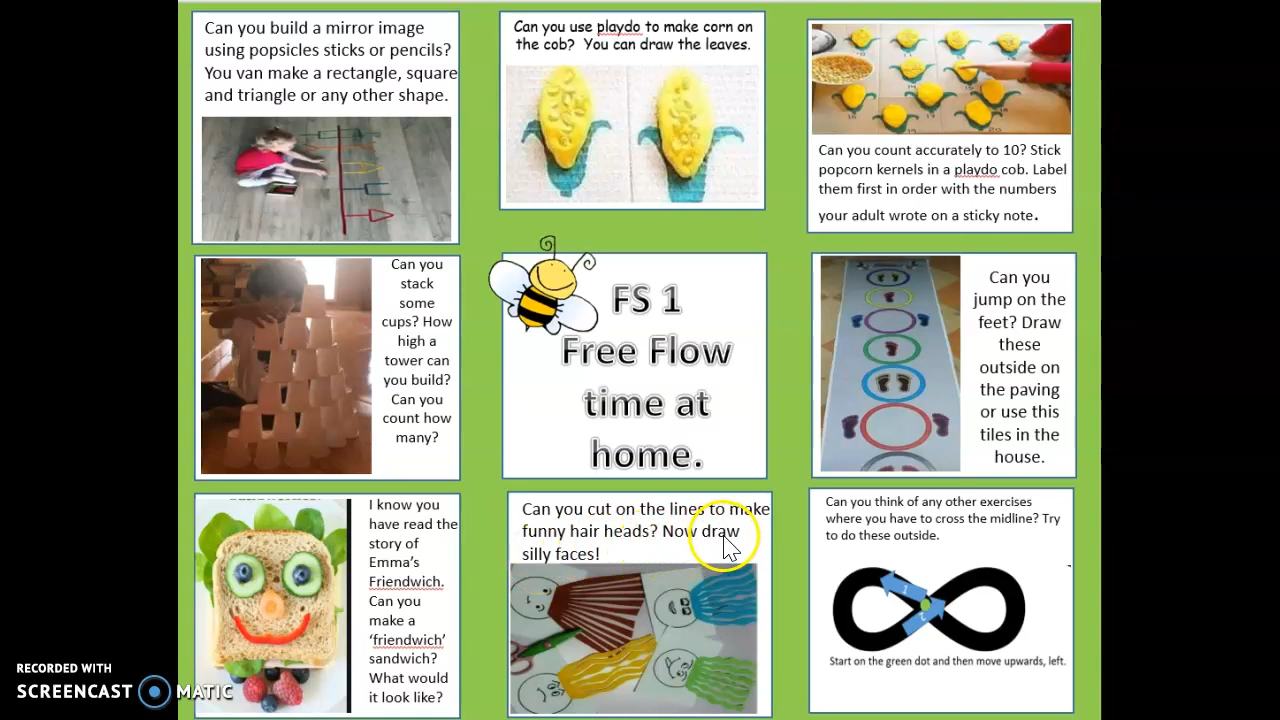 Can you build a mirror image
using popsicles sticks or pencils?
You van make a rectangle, square
and triangle or any other shape.
Can you use playdo to make corn on
the cob? You can draw the leaves.
Can you count accurately to 10? Stick
popcorn kernels in a playdo cob. Label
them first in order with the numbers
your adult wrote on a sticky note.
Can you
stack
some
cups? How
high a
tower can
you build?
Can you
count how
many?
FS 1
Free Flow
time at
home.
Can you
jump on the
feet? Draw
these
outside on
the paving
or use this
tiles in the
house.
I know you
have read the
story of
Emma's
Friendwich.
Can you
make a
'friendwich'
sandwich?
What would
it look like?
Can you cut on the lines to make
funny hair heads? Now draw
silly faces!
Can you think of any other exercises
where you have to cross the midline? Try
to do these outside.
1
2
Start on the green dot and then move upwards, left.
RECORDED WITH
SCREENCAST MATIC